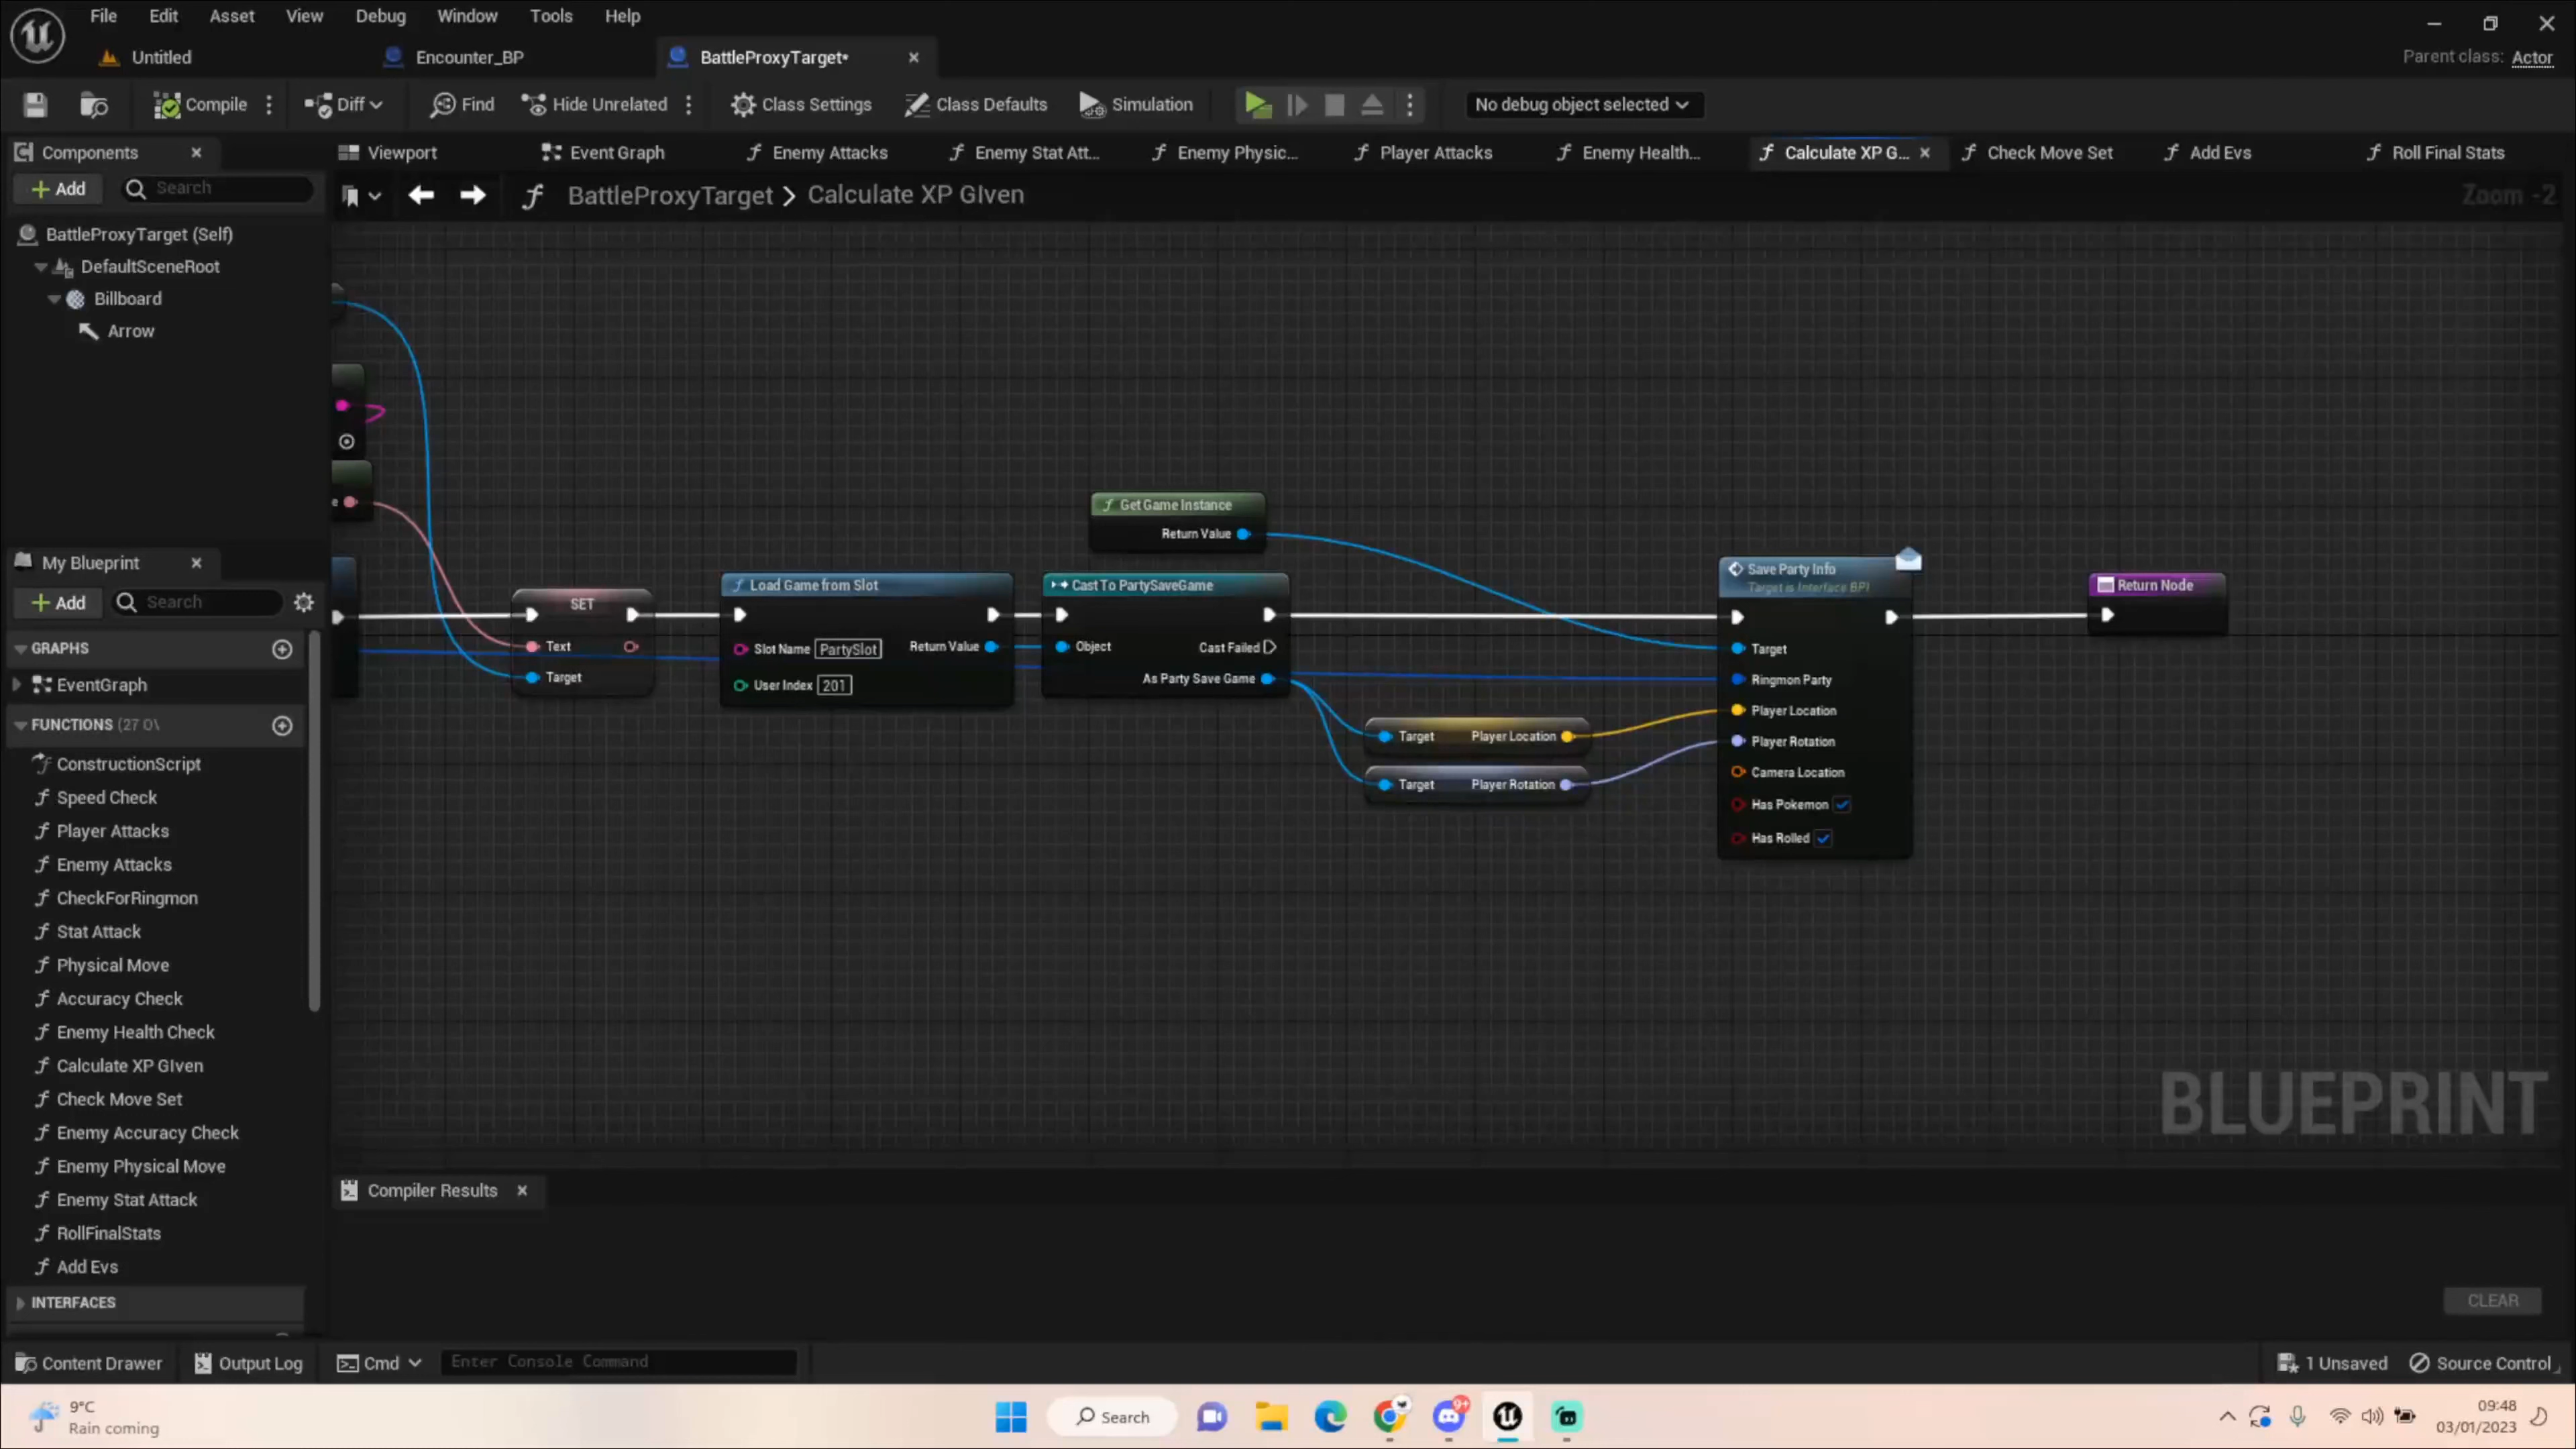 File Edit Asset View Debug Window Tools Help
Untitled
Encounter_BP
BattleProxyTarget*
Parent class: Actor
Compile
Diff
Find
Hide Unrelated
Class Settings
Class Defaults
Simulation
No debug object selected
Components
Add
Search
BattleProxyTarget (Self)
DefaultSceneRoot
Billboard
Arrow
My Blueprint
Add
Search
GRAPHS
EventGraph
FUNCTIONS (27 O\
ConstructionScript
Speed Check
Player Attacks
Enemy Attacks
CheckForRingmon
Stat Attack
Physical Move
Accuracy Check
Enemy Health Check
Calculate XP GIven
Check Move Set
Enemy Accuracy Check
Enemy Physical Move
Enemy Stat Attack
RollFinalStats
Add Evs
INTERFACES
Viewport
Event Graph
Enemy Attacks
Enemy Stat Att...
Enemy Physic...
Player Attacks
Enemy Health...
Calculate XP G...
Check Move Set
Add Evs
Roll Final Stats
BattleProxyTarget > Calculate XP GIven
Zoom -2
e
SET
Text
Target
Load Game from Slot
Slot Name PartySlot
Return Value
User Index 201
Get Game Instance
Return Value
Cast To PartySaveGame
Object
Cast Failed
As Party Save Game
Target Player Location
Target Player Rotation
Save Party Info
Target is Interface BPI
Target
Ringmon Party
Player Location
Player Rotation
Camera Location
Has Pokemon
Has Rolled
Return Node
BLUEPRINT
Compiler Results
CLEAR
Content Drawer
Output Log
Cmd
Enter Console Command
1 Unsaved
Source Control
9°C
Rain coming
Search
9+
09:48
03/01/2023